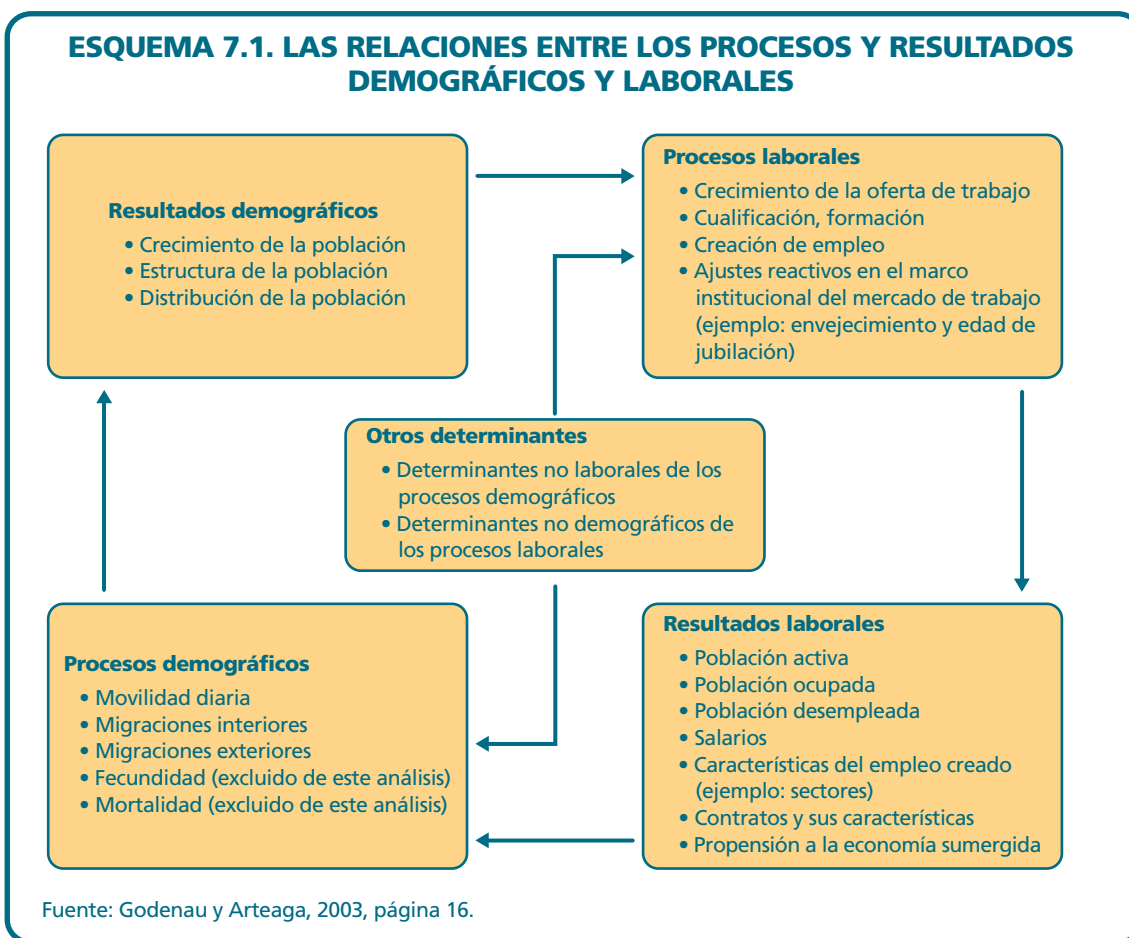 ESQUEMA 7.1. LAS RELACIONES ENTRE LOS PROCESOS Y RESULTADOS
DEMOGRÁFICOS Y LABORALES
Resultados demográficos
• Crecimiento de la población
• Estructura de la población
• Distribución de la población
Procesos laborales
• Crecimiento de la oferta de trabajo
• Cualificación, formación
• Creación de empleo
• Ajustes reactivos en el marco
institucional del mercado de trabajo
(ejemplo: envejecimiento y edad de
jubilación)
Otros determinantes
• Determinantes no laborales de los
procesos demográficos
• Determinantes no demográficos de
los procesos laborales
Procesos demográficos
• Movilidad diaria
• Migraciones interiores
• Migraciones exteriores
• Fecundidad (excluido de este análisis)
• Mortalidad (excluido de este análisis)
Resultados laborales
• Población activa
• Población ocupada
• Población desempleada
• Salarios
• Características del empleo creado
(ejemplo: sectores)
• Contratos y sus características
• Propensión a la economía sumergida
Fuente: Godenau y Arteaga, 2003, página 16.